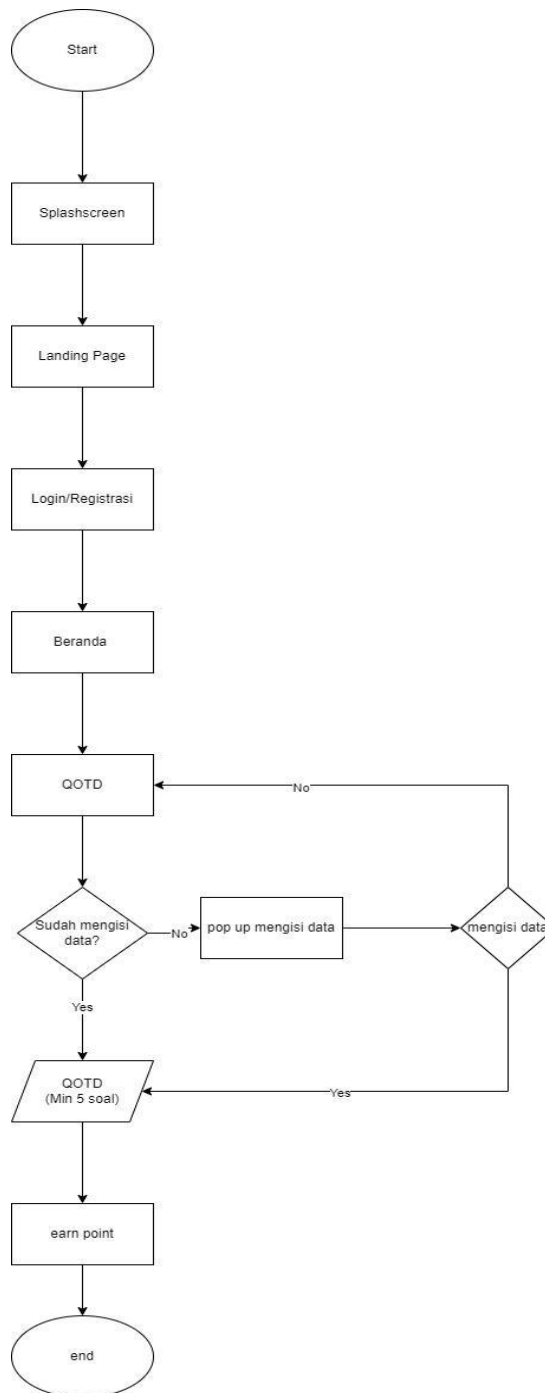 Start
Splashscreen
Landing Page
Login/Registrasi
Beranda
QOTD
No
Sudah mengisi
data?
No
pop up mengisi data
mengisi data
Yes
QOTD
(Min 5 soal)
Yes
earn point
end